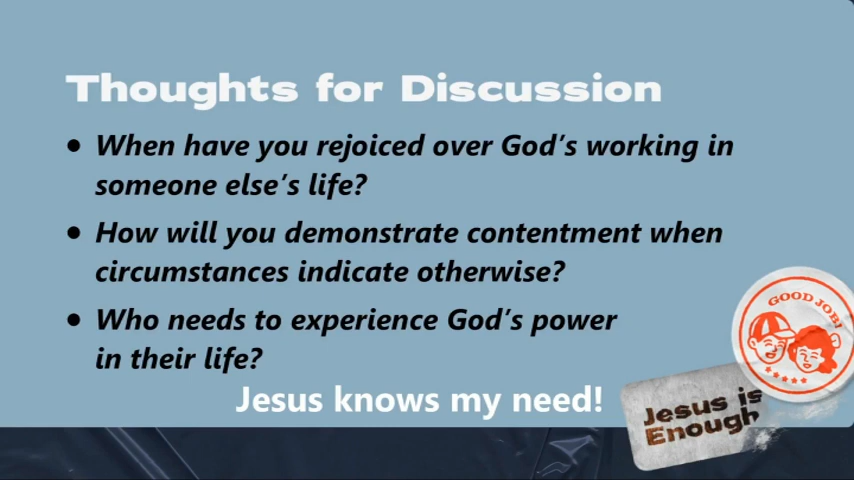 Thoughts for Discussion
• When have you rejoiced over God's working in
someone else's life?
• How will you demonstrate contentment when
circumstances indicate otherwise?
• Who needs to experience God's power
in their life?
Jesus knows my need!
GOOD JOB!
Jesus is
Enough